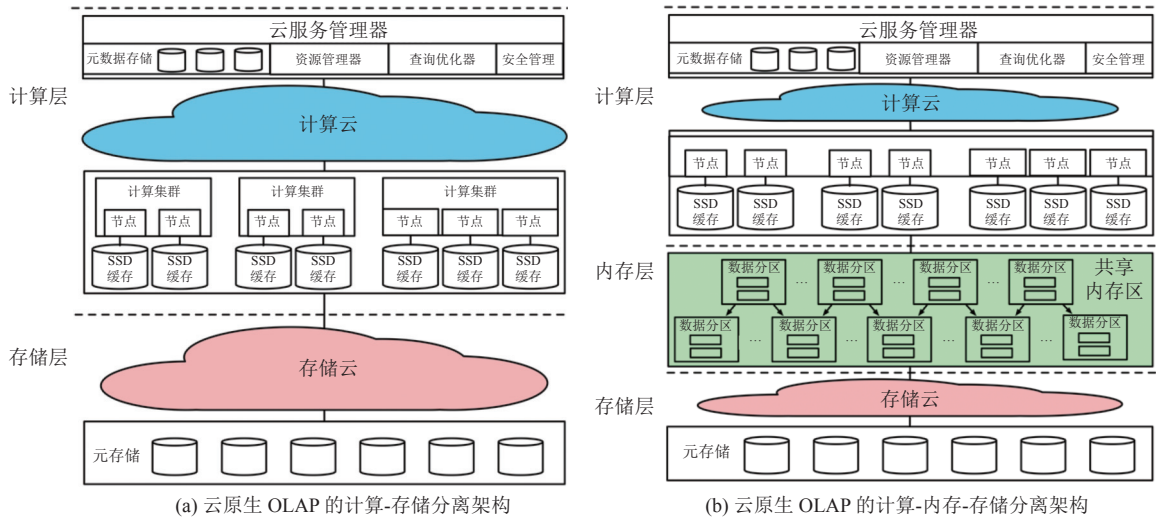 云服务管理器
元数据存储 资源管理器 查询优化器 安全管理
计算层
计算云
计算集群 计算集群 计算集群
节点 节点 节点 节点 节点 节点 节点
SSD SSD SSD SSD SSD SSD SSD
缓存 缓存 缓存 缓存 缓存 缓存 缓存
存储层
存储云
元存储
(a) 云原生 OLAP 的计算-存储分离架构
云服务管理器
元数据存储 资源管理器 查询优化器 安全管理
计算层
计算云
节点 节点 节点 节点 节点 节点 节点
SSD SSD SSD SSD SSD SSD SSD
缓存 缓存 缓存 缓存 缓存 缓存 缓存
内存层
数据分区 … 数据分区 … 数据分区 … 数据分区
共享
内存区
数据分区 … 数据分区 … 数据分区 … 数据分区 … 数据分区
存储层
存储云
元存储
(b) 云原生 OLAP 的计算-内存-存储分离架构